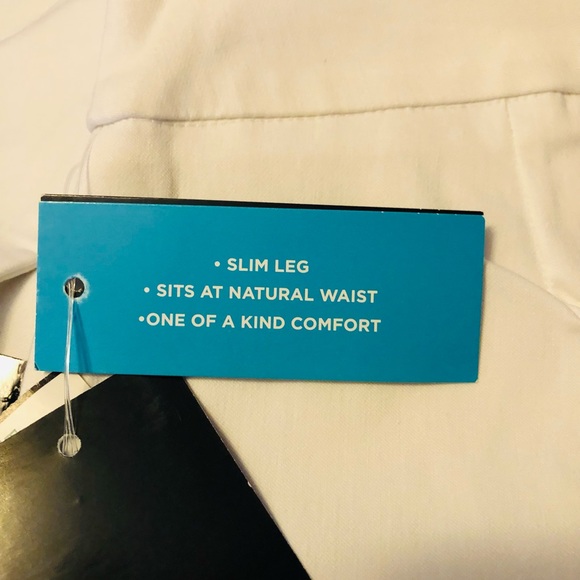 • SLIM LEG
• SITS AT NATURAL WAIST
•ONE OF A KIND COMFORT